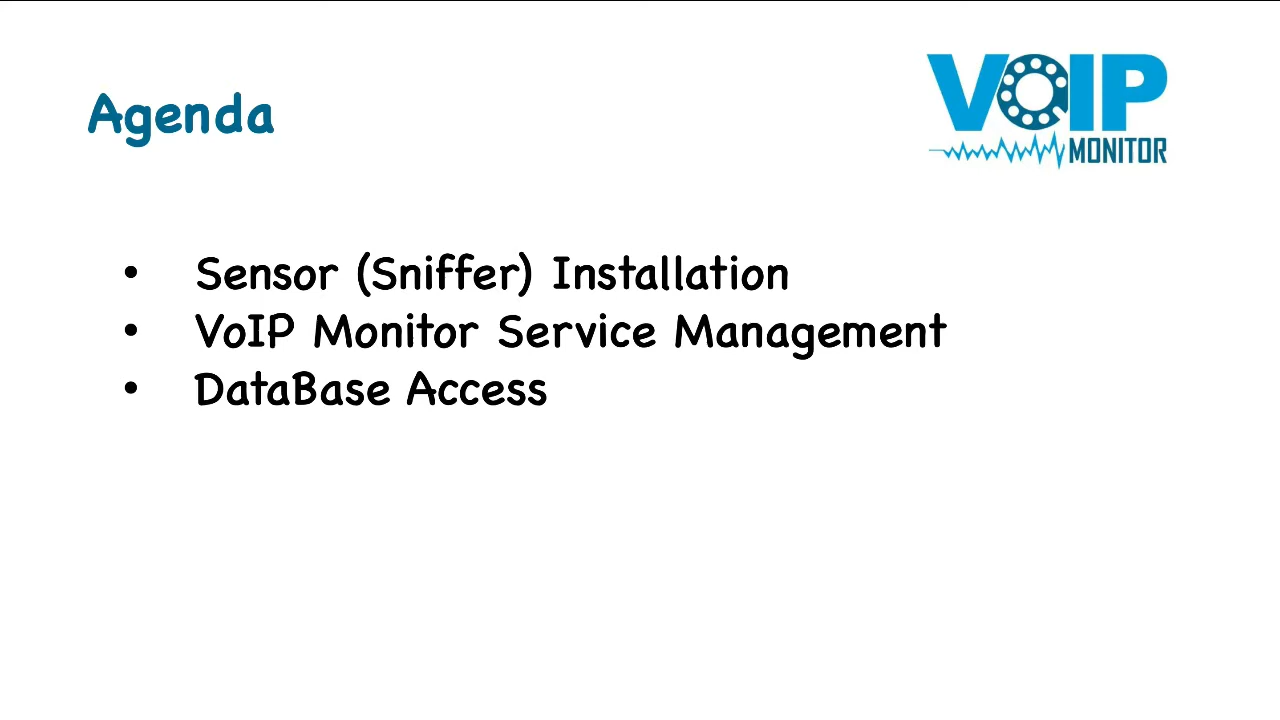 VOIP
MONITOR
Agenda
• Sensor (Sniffer) Installation
• VoIP Monitor Service Management
• DataBase Access